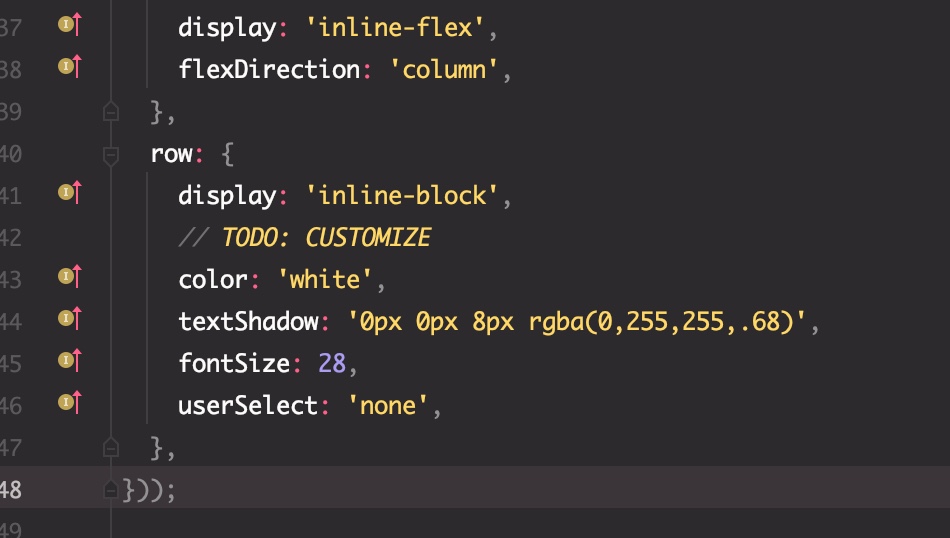 37 display: 'inline-flex',
38 flexDirection: 'column',
39 },
40 row: {
41 display: 'inline-block',
42 // TODO: CUSTOMIZE
43 color: 'white',
44 textShadow: '0px 0px 8px rgba(0,255,255,.68)',
45 fontSize: 28,
46 userSelect: 'none',
47 },
48 }));
49